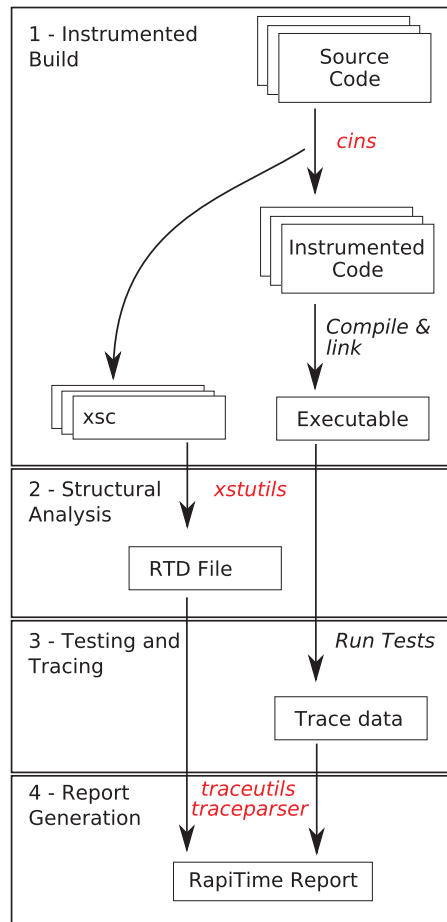 1 - Instrumented
Build
Source
Code
cins
Instrumented
Code
Compile &
link
xsc
Executable
2 - Structural
Analysis
xstutils
RTD File
3 - Testing and
Tracing
Run Tests
Trace data
4 - Report
Generation
traceutils
traceparser
RapiTime Report